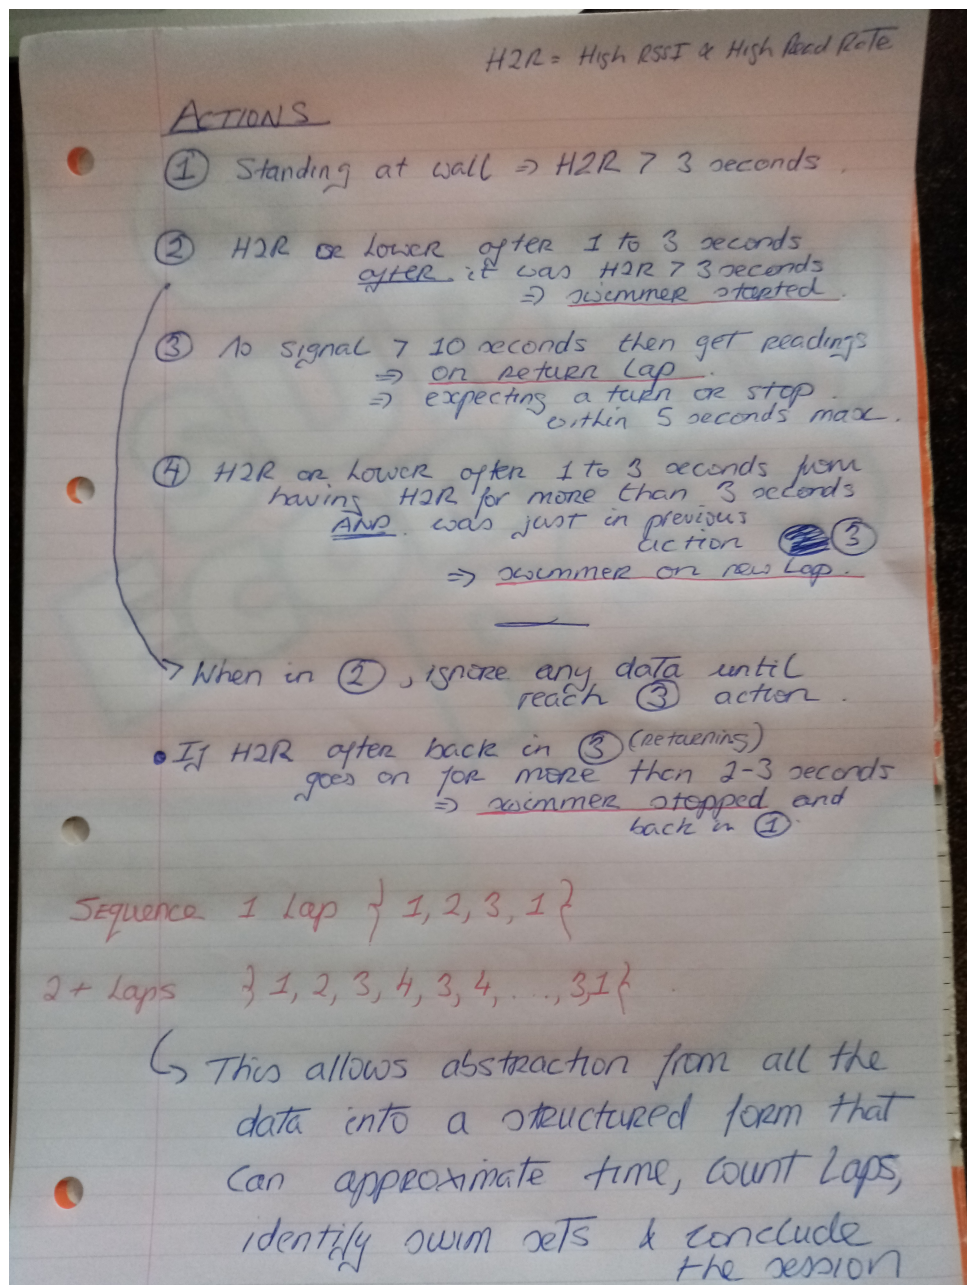 H2R = High RSSI & High Read Rate
ACTIONS
① Standing at wall ⇒ H2R > 3 seconds.
② H2R or Lower after 1 to 3 seconds
after it was H2R > 3 seconds
⇒ swimmer started.
③ No signal > 10 seconds then get readings
⇒ on return Lap.
⇒ expecting a turn or stop.
within 5 seconds max.
④ H2R or Lower after 1 to 3 seconds from
having H2R for more than 3 seconds
AND was just in previous
action ③
⇒ swimmer on new Lap.
When in ②, ignore any data until
reach ③ action.
• If H2R after back in ③ (returning)
goes on for more then 2-3 seconds
⇒ swimmer stopped and
back in ①.
Sequence 1 Lap } 1, 2, 3, 1 {
2+ Laps } 1, 2, 3, 4, 3, 4, ..., 3,1 {
This allows abstraction from all the
data into a structured form that
can approximate time, count Laps,
identify swim sets & conclude
the session